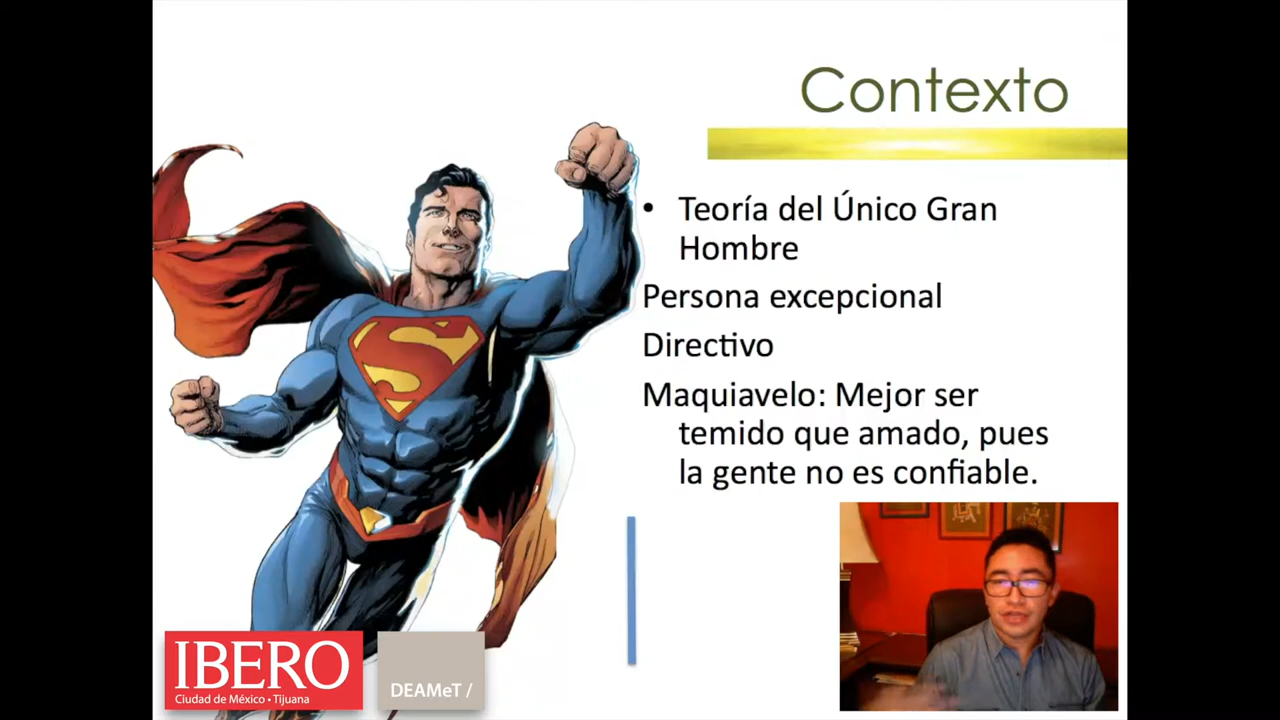 Contexto
• Teoría del Único Gran
Hombre
Persona excepcional
Directivo
Maquiavelo: Mejor ser
temido que amado, pues
la gente no es confiable.
S
IBERO
Ciudad de México • Tijuana
DEAMeT /